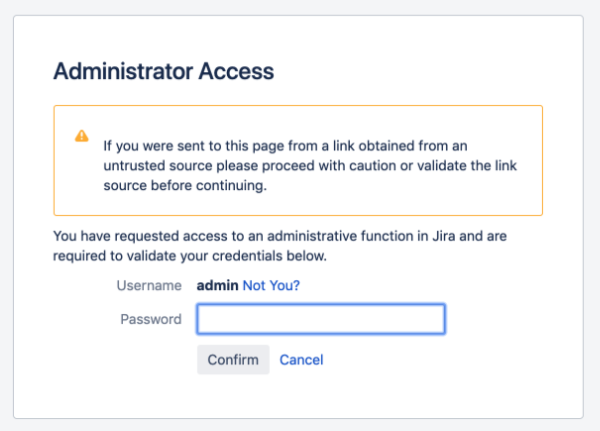 Administrator Access
If you were sent to this page from a link obtained from an
untrusted source please proceed with caution or validate the link
source before continuing.
You have requested access to an administrative function in Jira and are
required to validate your credentials below.
Username admin Not You?
Password
Confirm Cancel